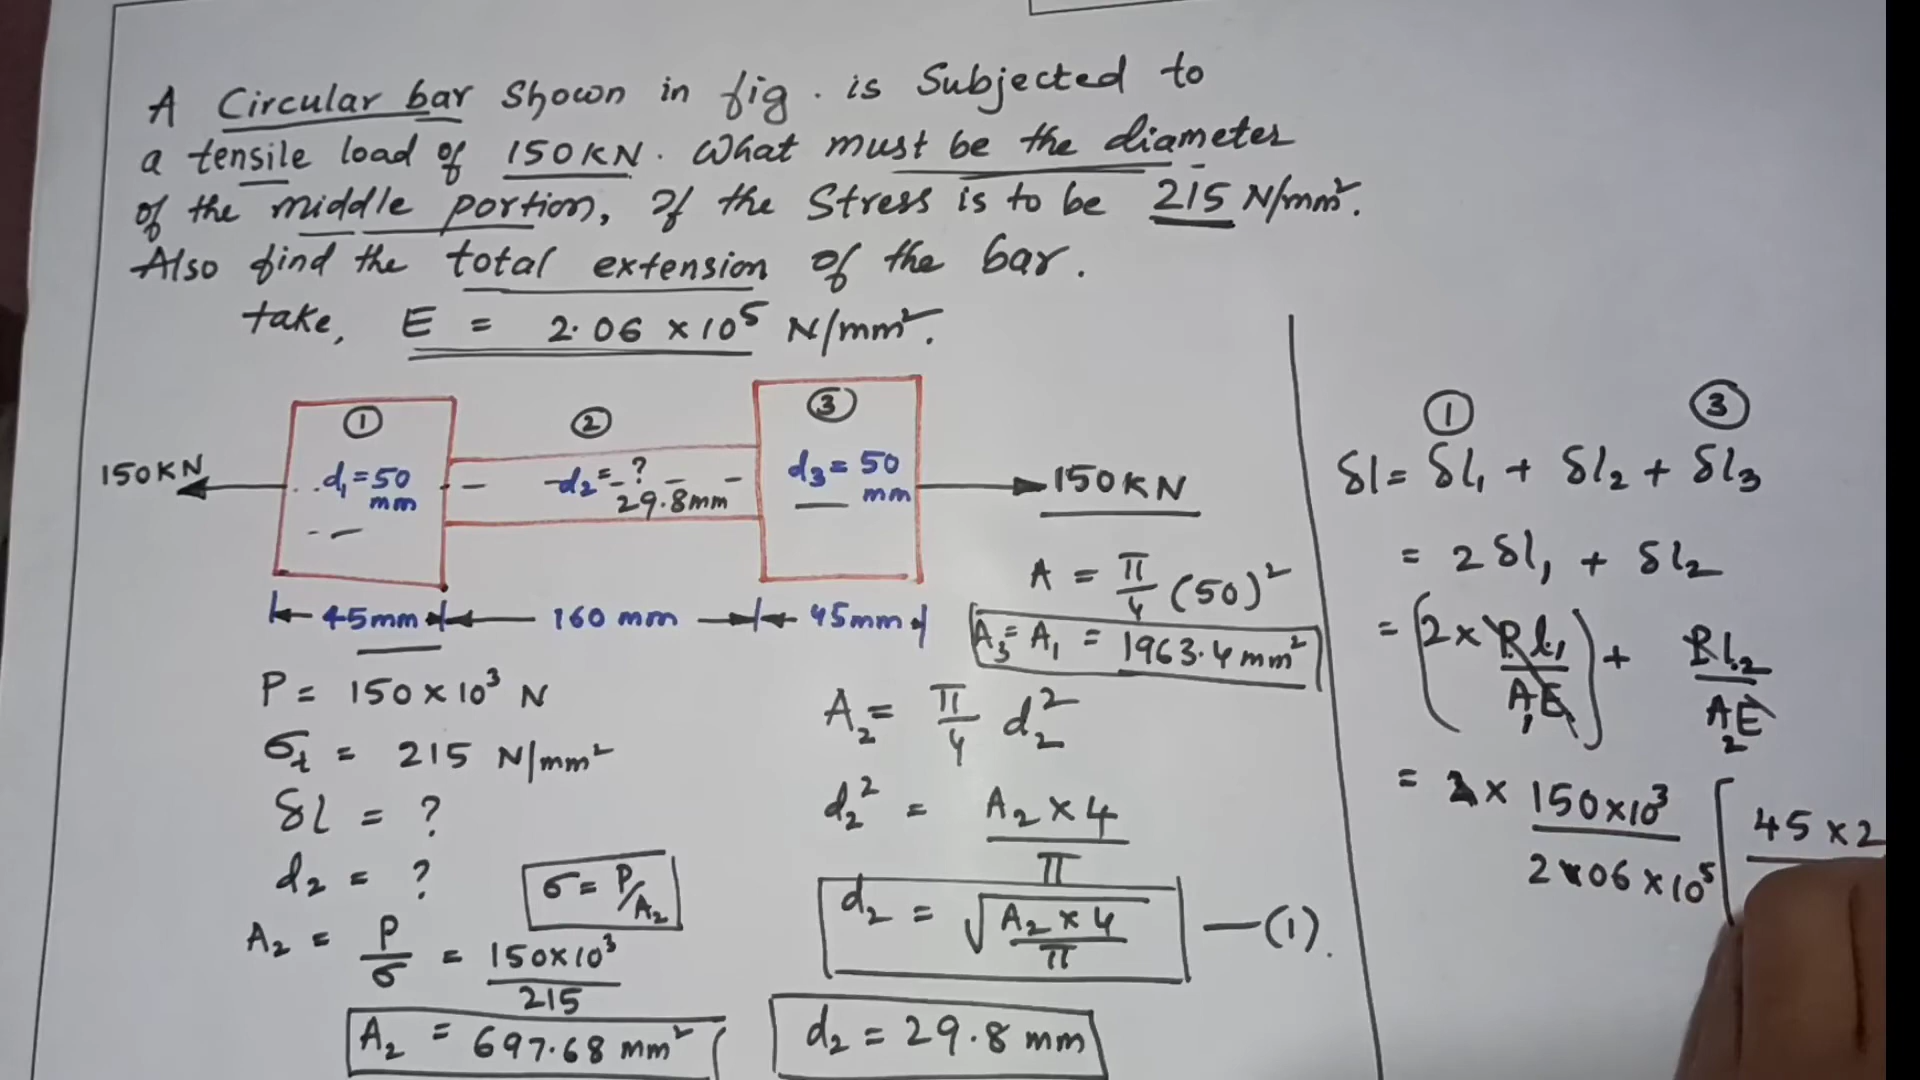 A Circular bar Shown in fig. is Subjected to
a tensile load of 150KN. What must be the diameter
of the middle portion, If the Stress is to be 215 N/mm².
Also find the total extension of the bar.
take, E = 2.06 x 10⁵ N/mm².
① ② ③
150KN d₁=50 mm d₂=? 29.8mm d₃=50 mm 150KN
45mm 160 mm 45mm
P = 150 x 10³ N
σt = 215 N/mm²
δl = ?
d₂ = ?
σ = P/A₂
A₂ = P/σ = 150x10³/215
A₂ = 697.68 mm²
A = π/4 (50)²
A₃ = A₁ = 1963.4 mm²
A₂ = π/4 d₂²
d₂² = A₂ x 4/π
d₂ = √(A₂ x 4/π) —(1).
d₂ = 29.8 mm
① ③
δl = δl₁ + δl₂ + δl₃
= 2 δl₁ + δl₂
= (2 x Pl₁/A₁E) + Pl₂/A₂E
= x 150x10³/2.06 x 10⁵ [45 x 2